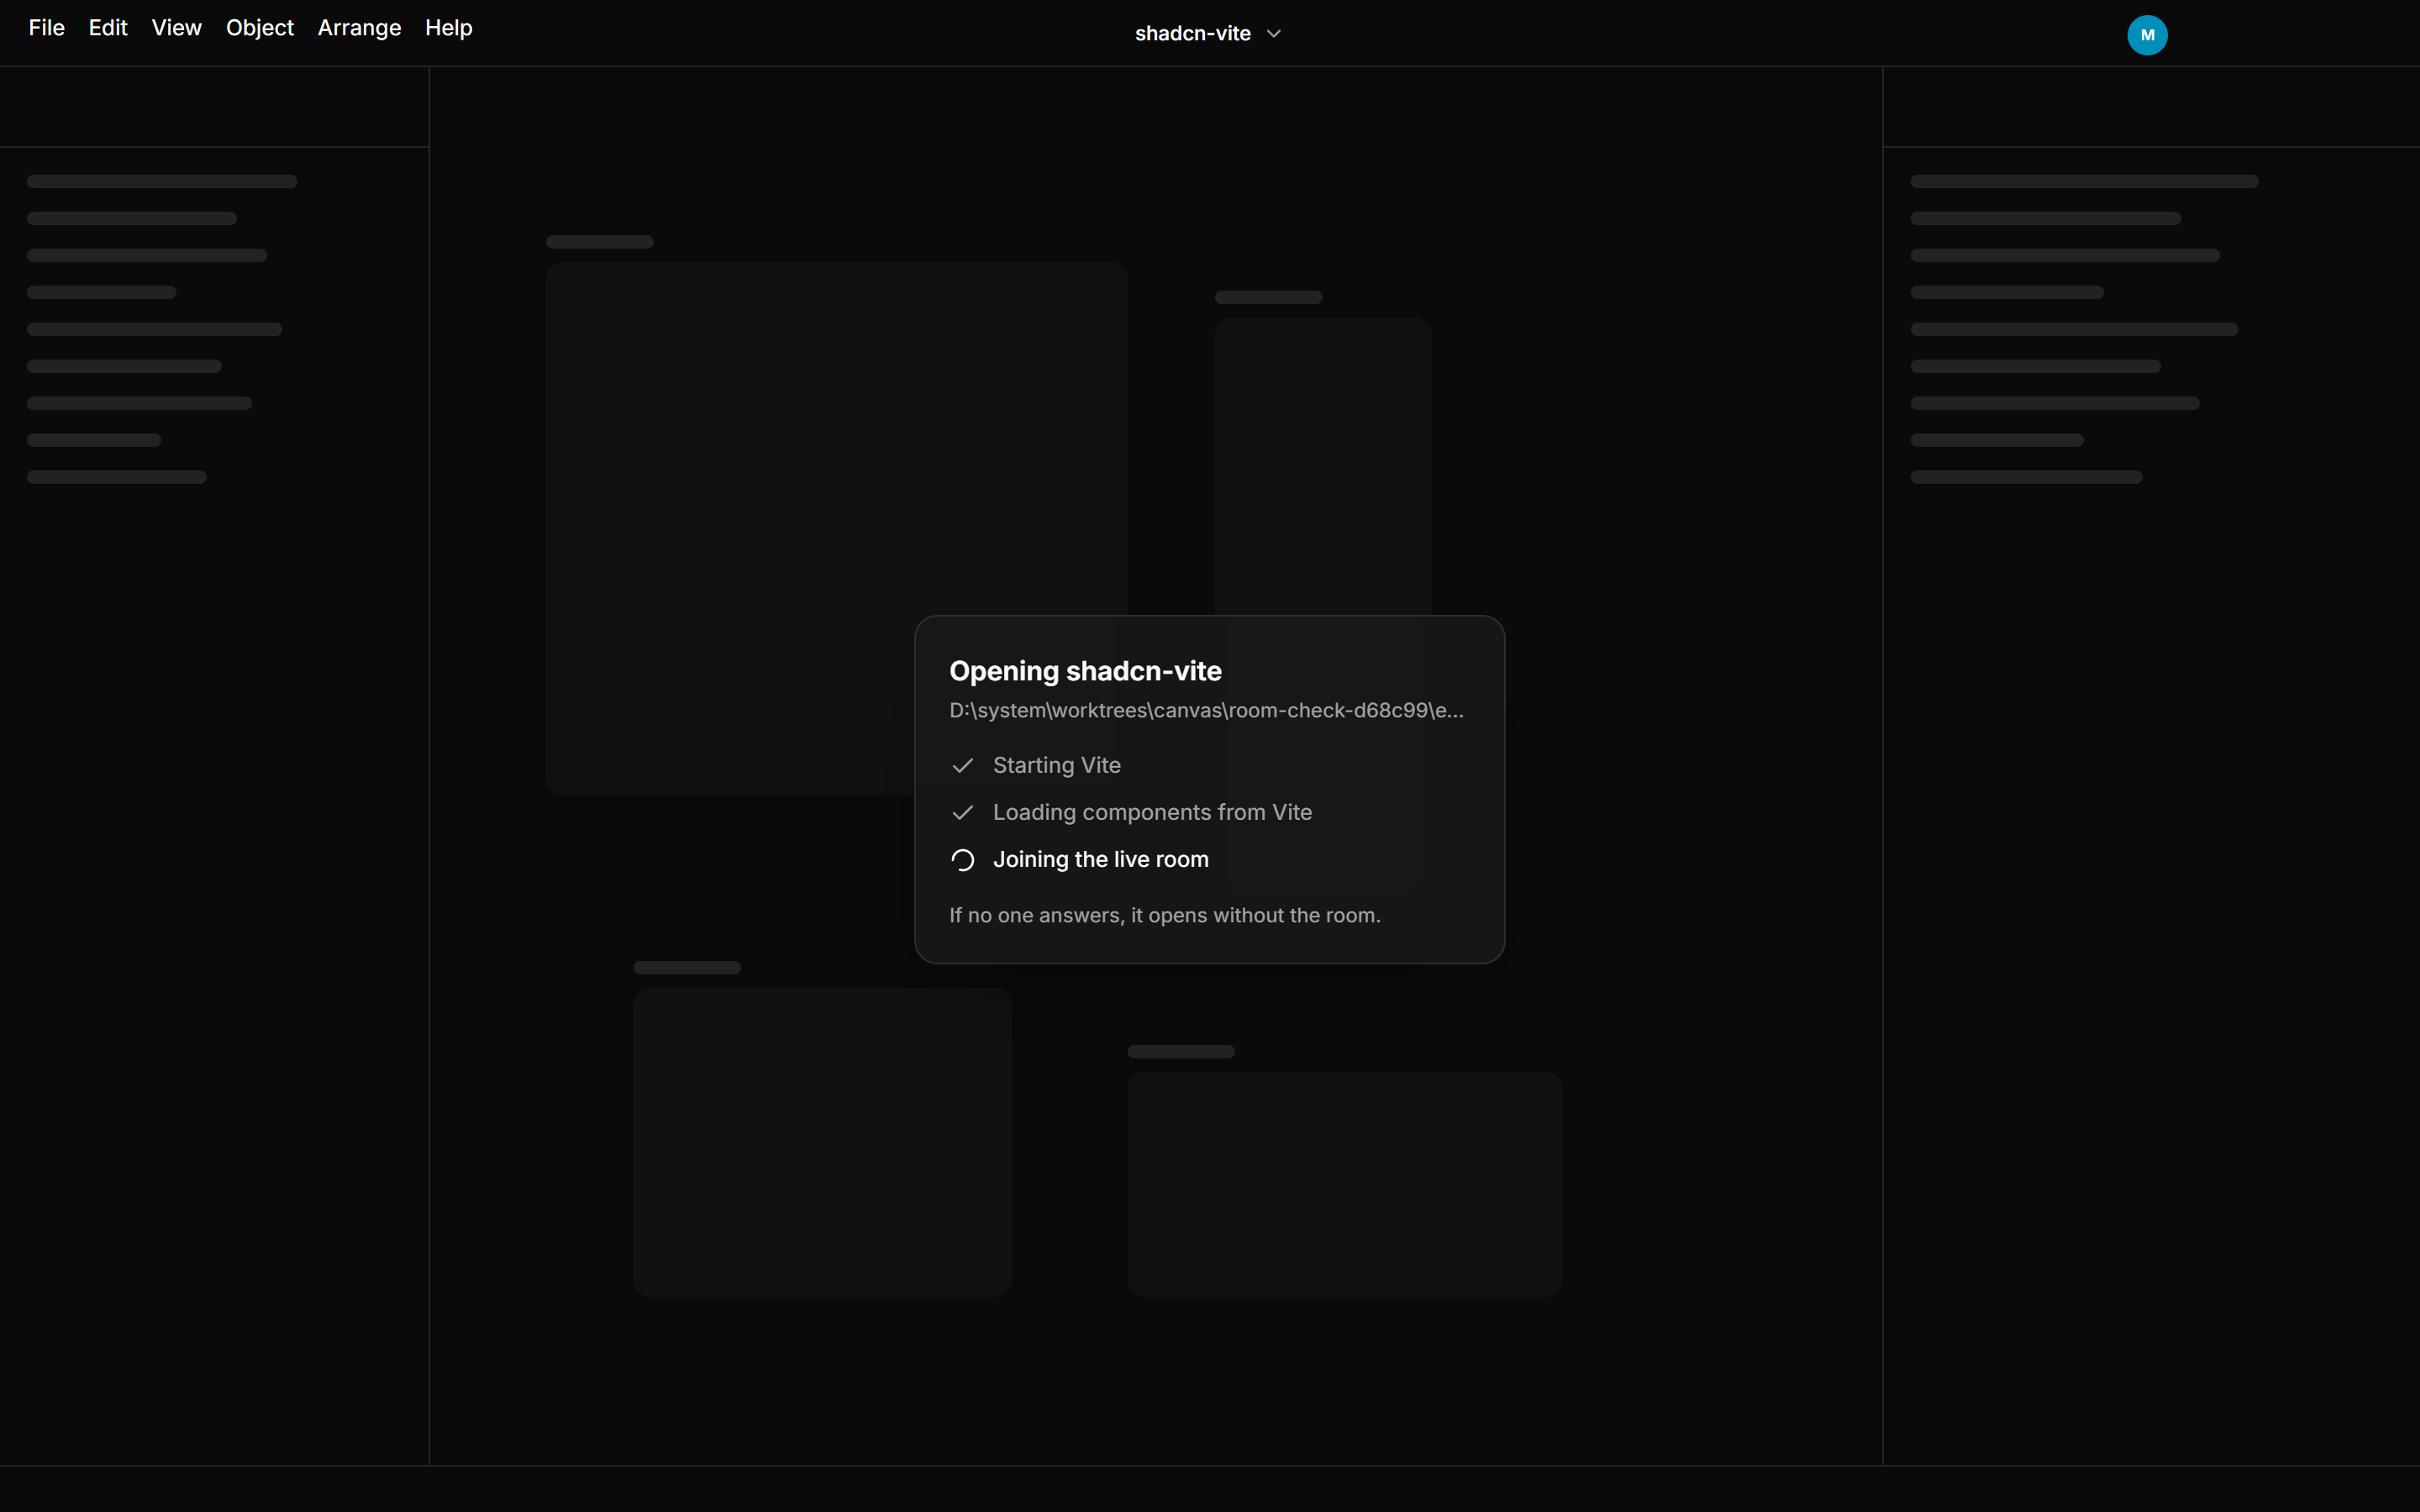 File Edit View Object Arrange Help
shadcn-vite
M
Opening shadcn-vite
D:\system\worktrees\canvas\room-check-d68c99\e...
Starting Vite
Loading components from Vite
Joining the live room
If no one answers, it opens without the room.